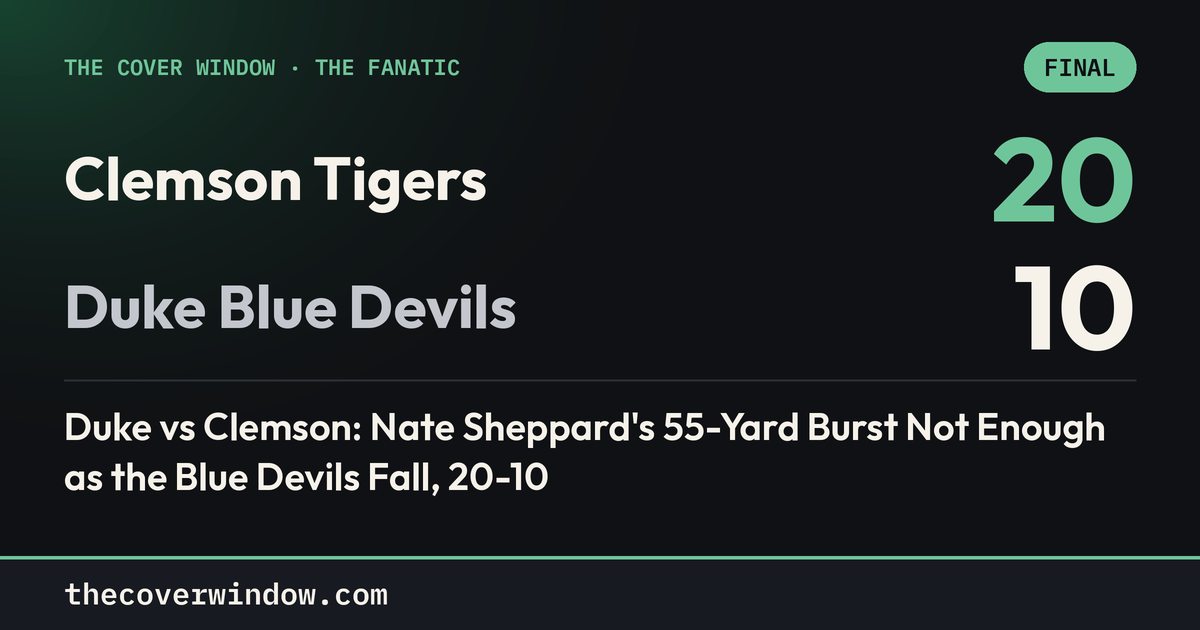 THE COVER WINDOW · THE FANATIC
FINAL
Clemson Tigers
20
Duke Blue Devils
10
Duke vs Clemson: Nate Sheppard's 55-Yard Burst Not Enough
as the Blue Devils Fall, 20-10
thecoverwindow.com